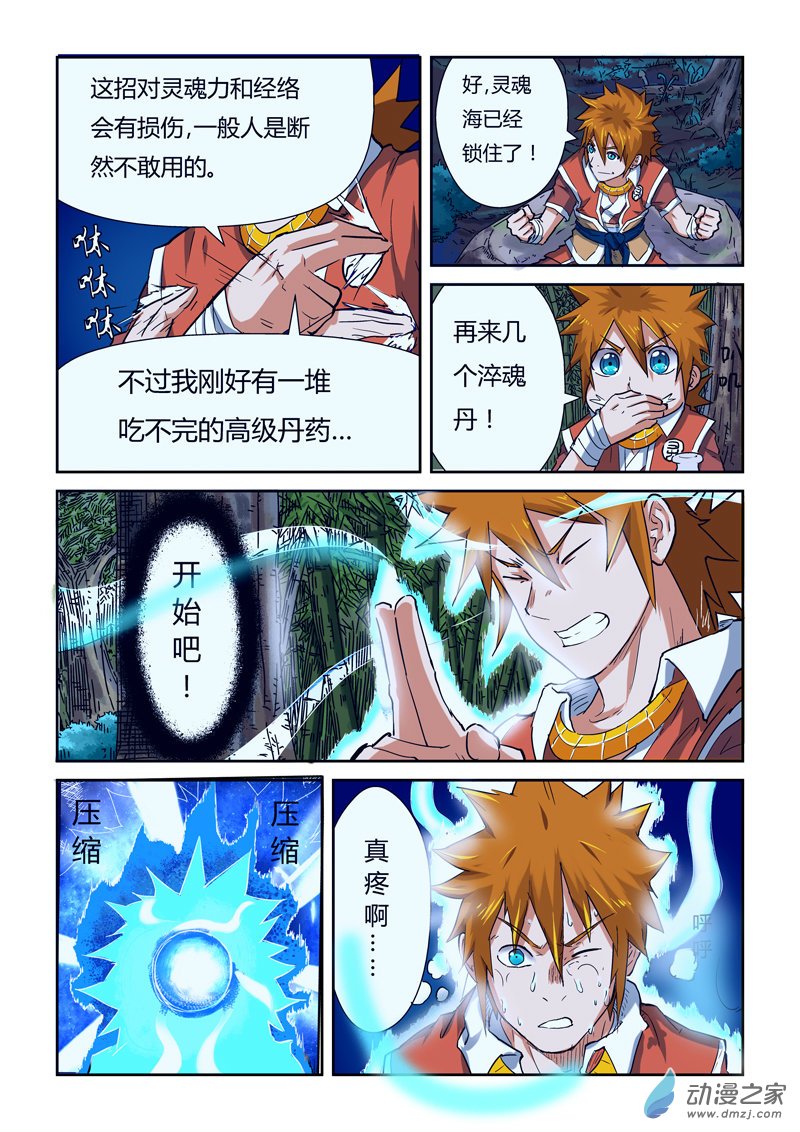 这招对灵魂力和经络
会有损伤，一般人是断
然不敢用的。
咻
咻
咻
不过我刚好有一堆
吃不完的高级丹药…
好，灵魂
海已经
锁住了！
再来几
个淬魂
丹！
叭
叽
开
始
吧
！
压
缩
压
缩
真
疼
啊
……
呼
呼
动漫之家
www.dmzj.com